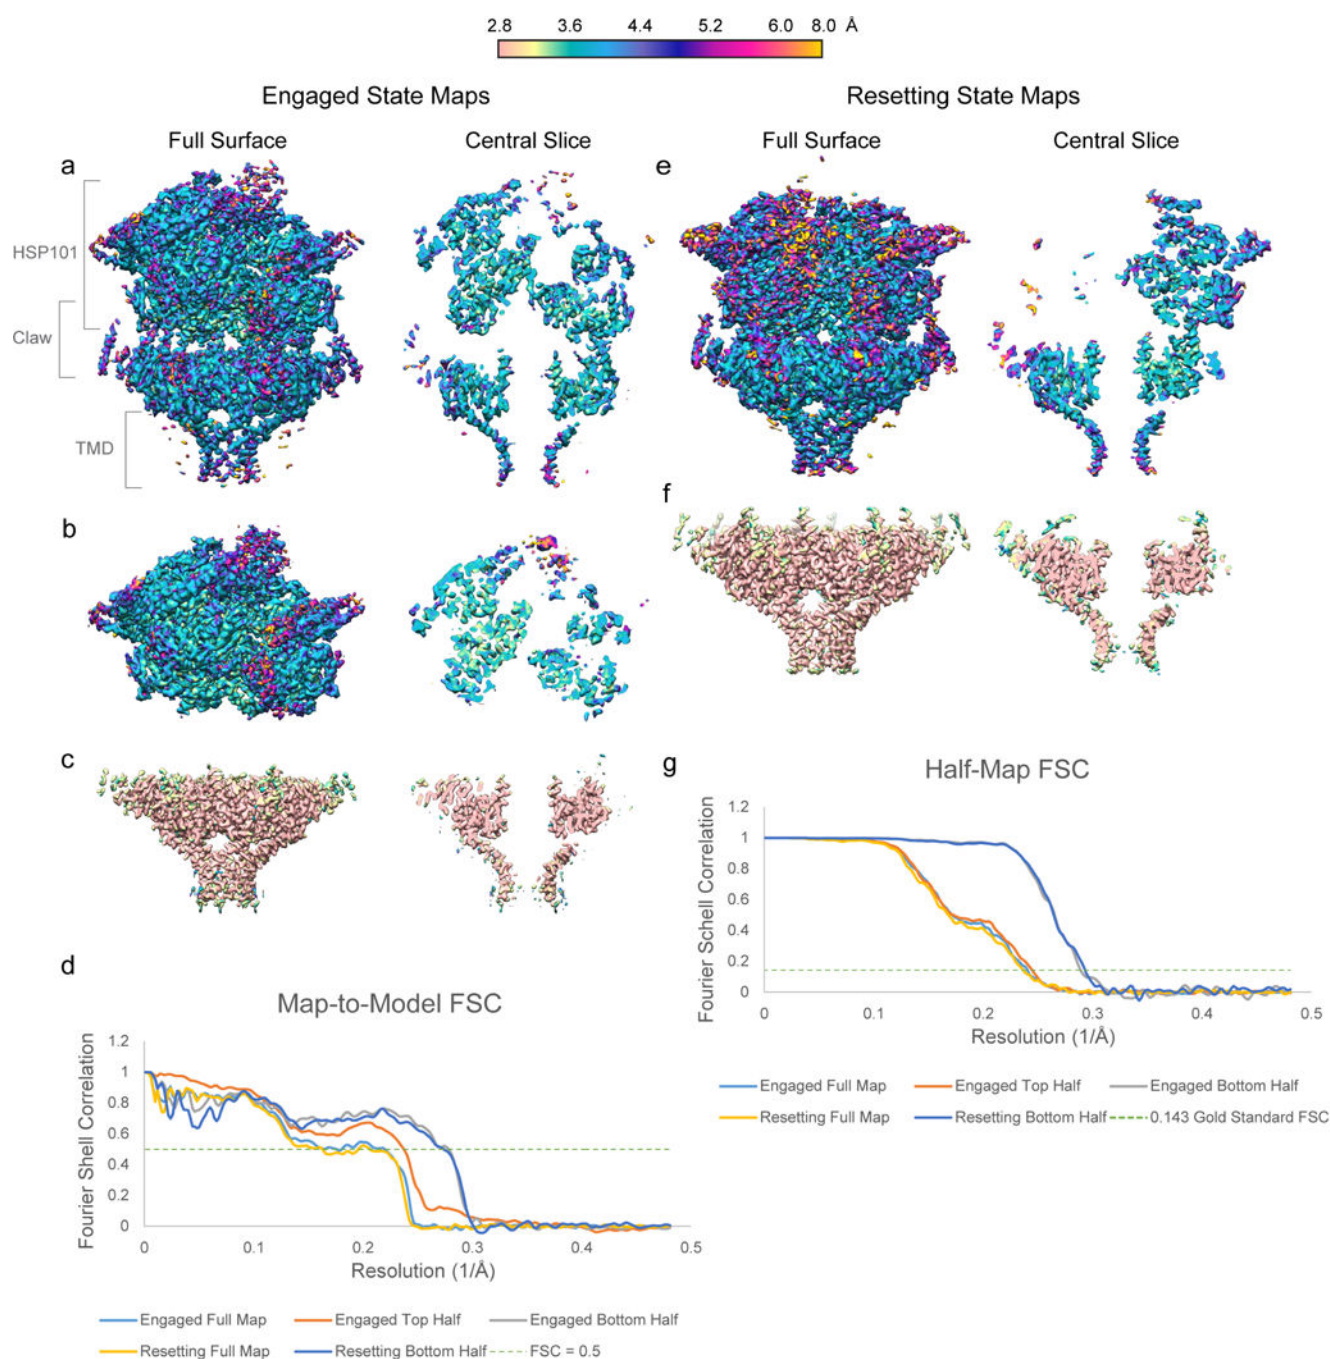 2.8 3.6 4.4 5.2 6.0 8.0 Å
Engaged State Maps
Resetting State Maps
Full Surface
Central Slice
Full Surface
Central Slice
a
e
HSP101
Claw
TMD
f
b
c
g
Half-Map FSC
1.2
1
0.8
0.6
0.4
0.2
0
Fourier Schell Correlation
0 0.1 0.2 0.3 0.4 0.5
Resolution (1/Å)
Engaged Full Map
Engaged Top Half
Engaged Bottom Half
Resetting Full Map
Resetting Bottom Half
0.143 Gold Standard FSC
d
Map-to-Model FSC
1.2
1
0.8
0.6
0.4
0.2
0
Fourier Shell Correlation
0 0.1 0.2 0.3 0.4 0.5
Resolution (1/Å)
Engaged Full Map
Engaged Top Half
Engaged Bottom Half
Resetting Full Map
Resetting Bottom Half
FSC = 0.5